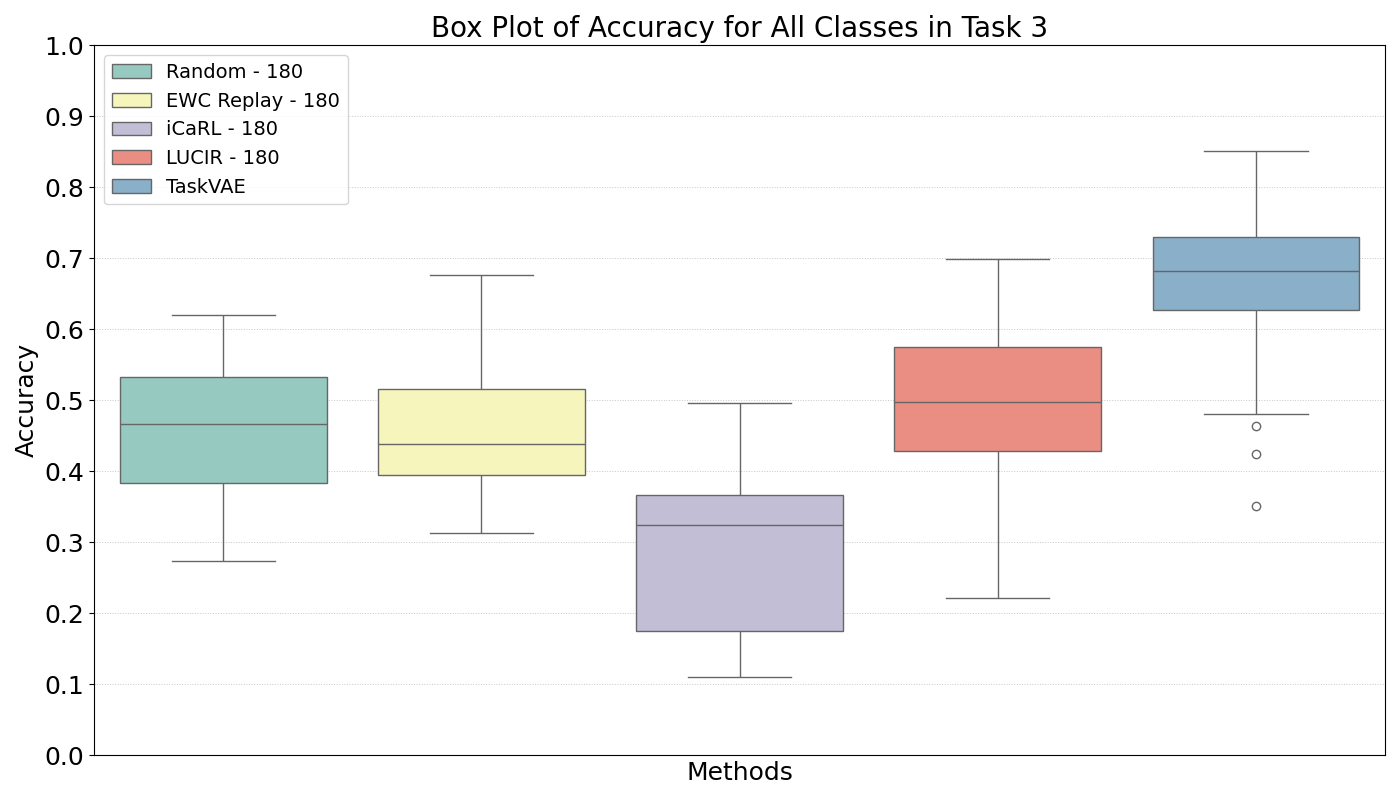 Box Plot of Accuracy for All Classes in Task 3
Random - 180
EWC Replay - 180
iCaRL - 180
LUCIR - 180
TaskVAE
1.0
0.9
0.8
0.7
0.6
0.5
0.4
0.3
0.2
0.1
0.0
Accuracy
Methods